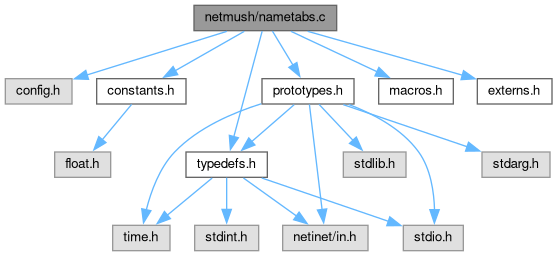 netmush/nametabs.c
config.h
constants.h
prototypes.h
macros.h
externs.h
float.h
typedefs.h
stdlib.h
stdarg.h
time.h
stdint.h
netinet/in.h
stdio.h